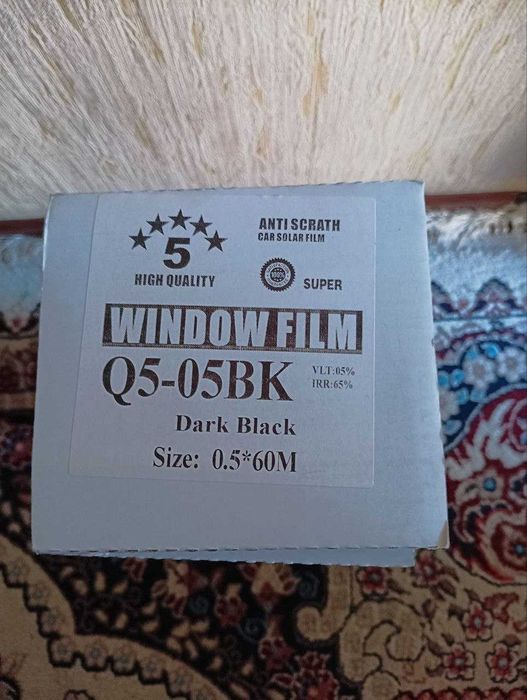 5
HIGH QUALITY
ANTI SCRATH
CAR SOLAR FILM
100%
SUPER
WINDOW FILM
Q5-05BK
VLT:05%
IRR:65%
Dark Black
Size: 0.5*60M